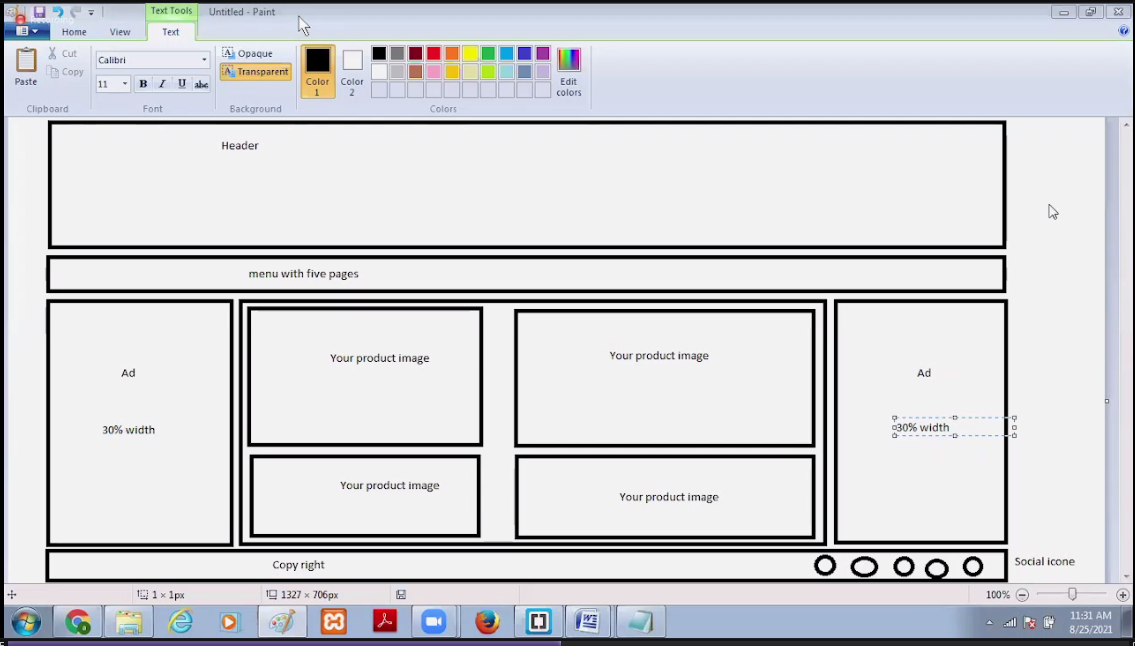 Text Tools
Untitled - Paint
Home
View
Text
Paste
Cut
Copy
Clipboard
Calibri
11
B I U abc
Font
Opaque
Transparent
Background
Color 1
Color 2
Edit colors
Colors
Header
menu with five pages
Ad
30% width
Your product image
Your product image
Your product image
Your product image
Ad
30% width
Copy right
Social icone
1 × 1px
1327 × 706px
100%
11:31 AM
8/25/2021